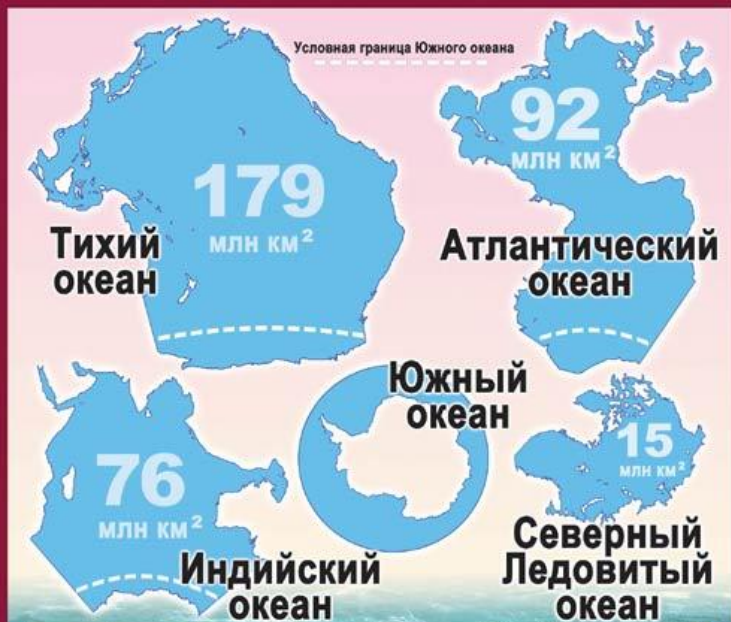 Условная граница Южного океана
179
млн км²
Тихий
океан
92
млн км²
Атлантический
океан
76
млн км²
Индийский
океан
Южный
океан
15
млн км²
Северный
Ледовитый
океан